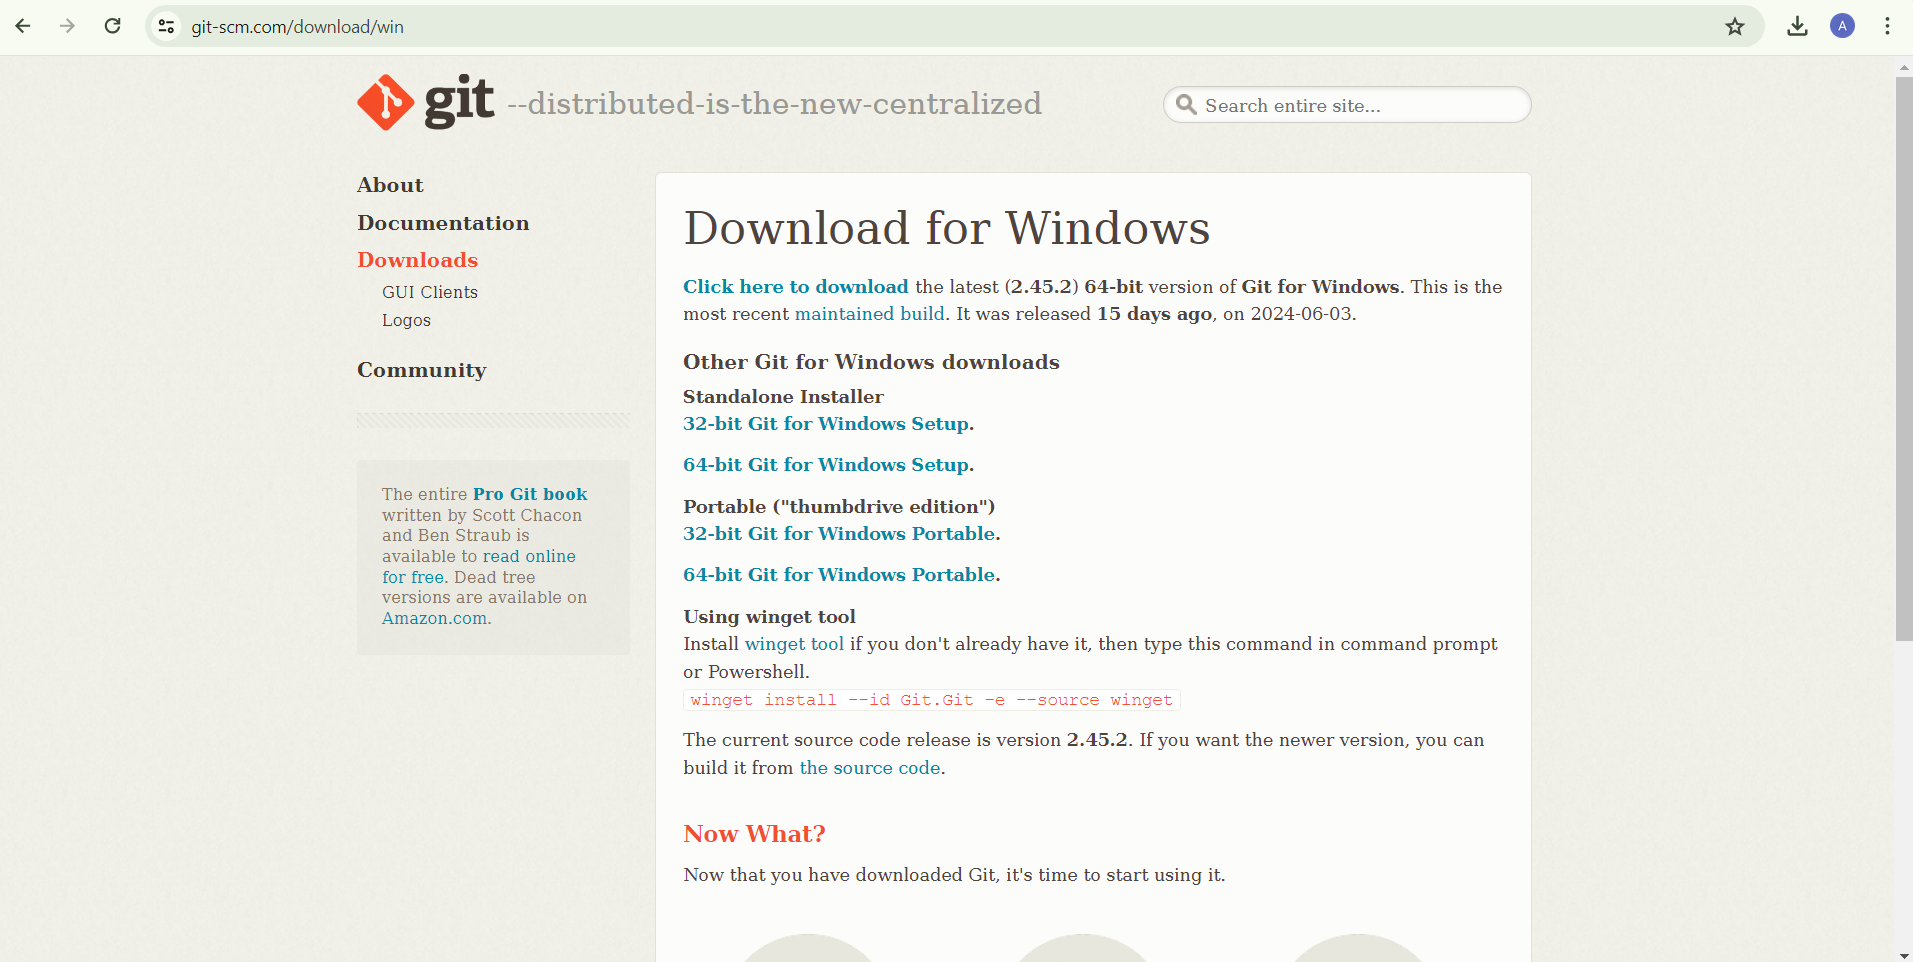 git-scm.com/download/win
A
git --distributed-is-the-new-centralized
Search entire site...
About
Documentation
Downloads
GUI Clients
Logos
Community
The entire Pro Git book
written by Scott Chacon
and Ben Straub is
available to read online
for free. Dead tree
versions are available on
Amazon.com.
Download for Windows
Click here to download the latest (2.45.2) 64-bit version of Git for Windows. This is the
most recent maintained build. It was released 15 days ago, on 2024-06-03.
Other Git for Windows downloads
Standalone Installer
32-bit Git for Windows Setup.
64-bit Git for Windows Setup.
Portable ("thumbdrive edition")
32-bit Git for Windows Portable.
64-bit Git for Windows Portable.
Using winget tool
Install winget tool if you don't already have it, then type this command in command prompt
or Powershell.
winget install --id Git.Git -e --source winget
The current source code release is version 2.45.2. If you want the newer version, you can
build it from the source code.
Now What?
Now that you have downloaded Git, it's time to start using it.